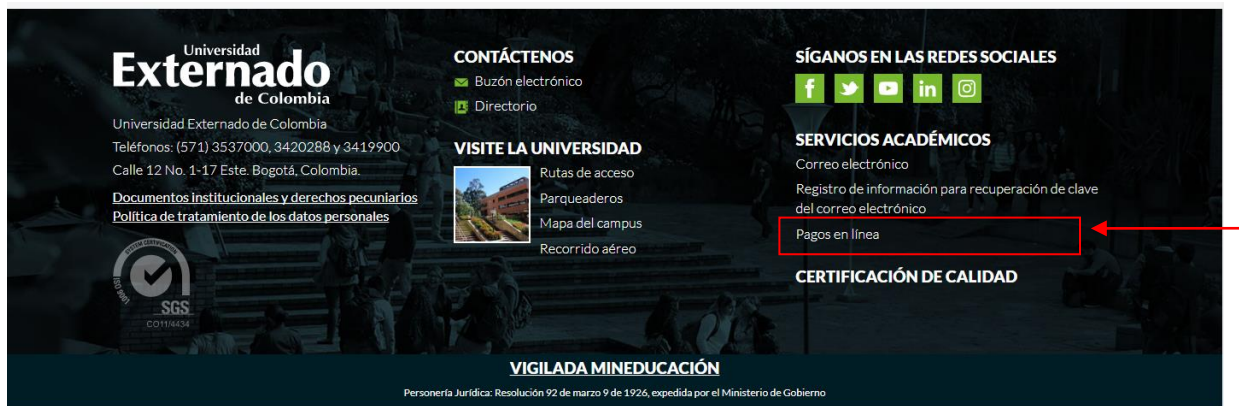 Universidad
Externado
de Colombia
Universidad Externado de Colombia
Teléfonos: (571) 3537000, 3420288 y 3419900
Calle 12 No. 1-17 Este. Bogotá, Colombia.
Documentos institucionales y derechos pecuniarios
Política de tratamiento de los datos personales
SYSTEM CERTIFICATION
ISO 9001
SGS
CO11/4434
CONTÁCTENOS
Buzón electrónico
Directorio
VISITE LA UNIVERSIDAD
Rutas de acceso
Parqueaderos
Mapa del campus
Recorrido aéreo
SÍGANOS EN LAS REDES SOCIALES
SERVICIOS ACADÉMICOS
Correo electrónico
Registro de información para recuperación de clave
del correo electrónico
Pagos en línea
CERTIFICACIÓN DE CALIDAD
VIGILADA MINEDUCACIÓN
Personería Jurídica: Resolución 92 de marzo 9 de 1926, expedida por el Ministerio de Gobierno